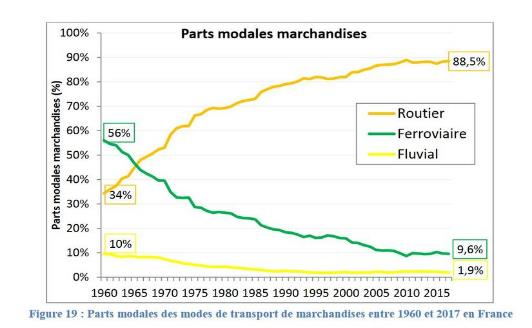 Parts modales marchandises
Parts modales marchandises (%)
100%
90%
80%
70%
60%
50%
40%
30%
20%
10%
0%
56%
34%
10%
88,5%
9,6%
1,9%
Routier
Ferroviaire
Fluvial
1960 1965 1970 1975 1980 1985 1990 1995 2000 2005 2010 2015
Figure 19 : Parts modales des modes de transport de marchandises entre 1960 et 2017 en France